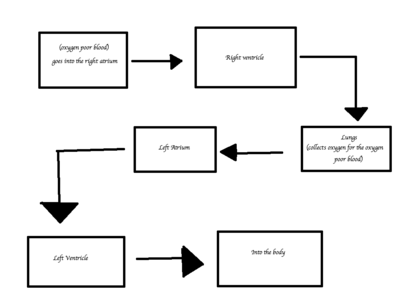 (oxygen poor blood)
goes into the right atrium
Right ventricle
Lungs
(collects oxygen for the oxygen
poor blood)
Left Atrium
Left Ventricle
Into the body